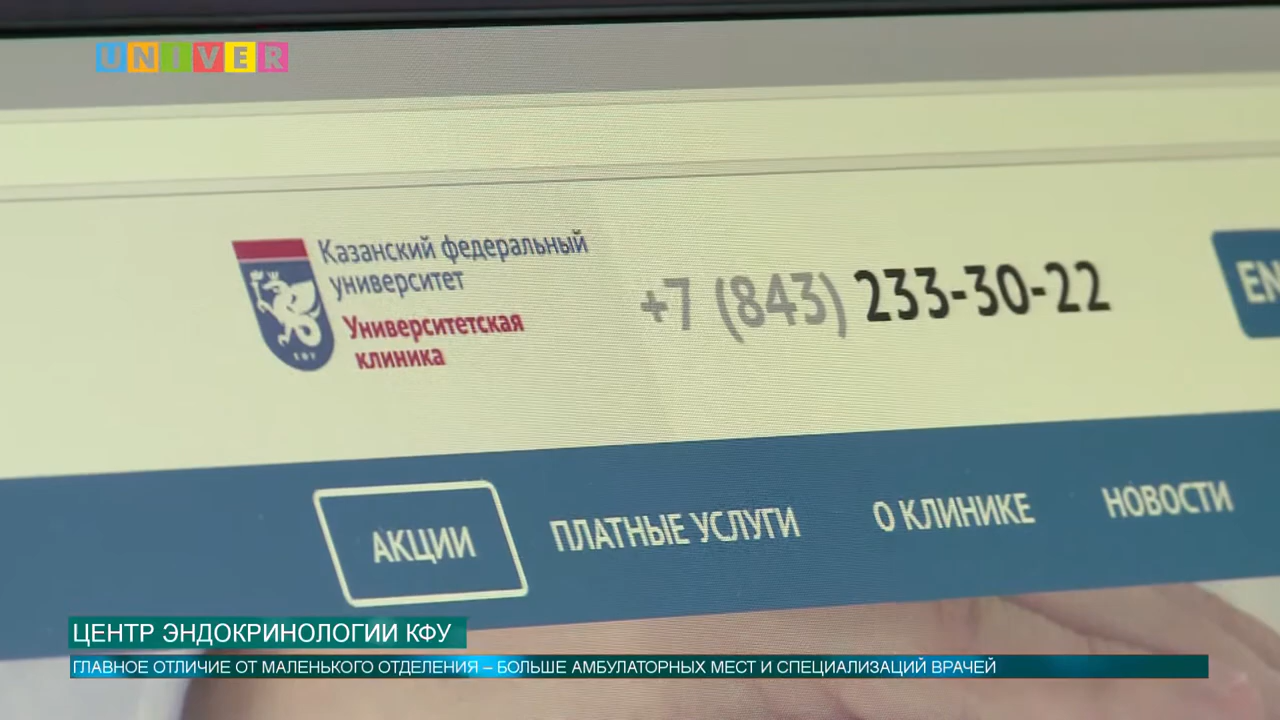 UNIVER
Казанский федеральный
университет
Университетская
клиника
КФУ
+7 (843) 233-30-22
EN
АКЦИИ
ПЛАТНЫЕ УСЛУГИ
О КЛИНИКЕ
НОВОСТИ
ЦЕНТР ЭНДОКРИНОЛОГИИ КФУ
ГЛАВНОЕ ОТЛИЧИЕ ОТ МАЛЕНЬКОГО ОТДЕЛЕНИЯ – БОЛЬШЕ АМБУЛАТОРНЫХ МЕСТ И СПЕЦИАЛИЗАЦИЙ ВРАЧЕЙ